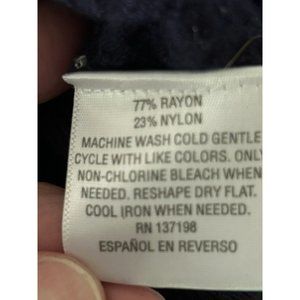 77% RAYON
23% NYLON
MACHINE WASH COLD GENTLE
CYCLE WITH LIKE COLORS. ONLY
NON-CHLORINE BLEACH WHEN
NEEDED. RESHAPE DRY FLAT.
COOL IRON WHEN NEEDED.
RN 137198
ESPAÑOL EN REVERSO